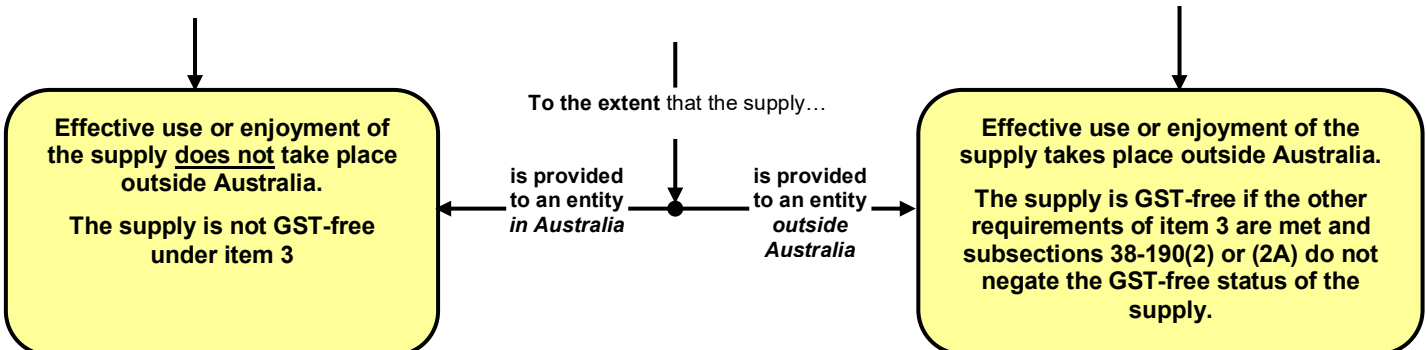 To the extent that the supply…
Effective use or enjoyment of
the supply does not take place
outside Australia.
The supply is not GST-free
under item 3
is provided
to an entity
in Australia
is provided
to an entity
outside
Australia
Effective use or enjoyment of the
supply takes place outside Australia.
The supply is GST-free if the other
requirements of item 3 are met and
subsections 38-190(2) or (2A) do not
negate the GST-free status of the
supply.